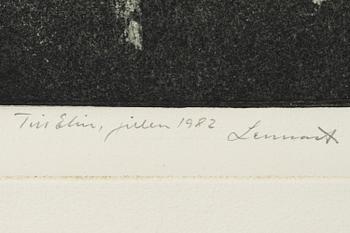 Till Elin, julen 1982 Lennart